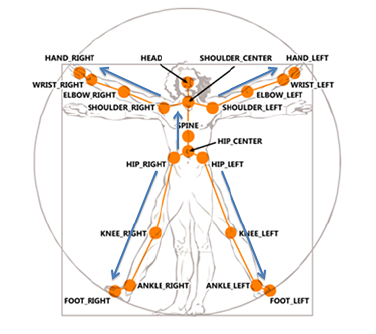 HAND_RIGHT
HEAD
SHOULDER_CENTER
HAND_LEFT
WRIST_RIGHT
WRIST_LEFT
ELBOW_RIGHT
ELBOW_LEFT
SHOULDER_RIGHT
SHOULDER_LEFT
SPINE
HIP_CENTER
HIP_RIGHT
HIP_LEFT
KNEE_RIGHT
KNEE_LEFT
ANKLE_RIGHT
ANKLE_LEFT
FOOT_RIGHT
FOOT_LEFT